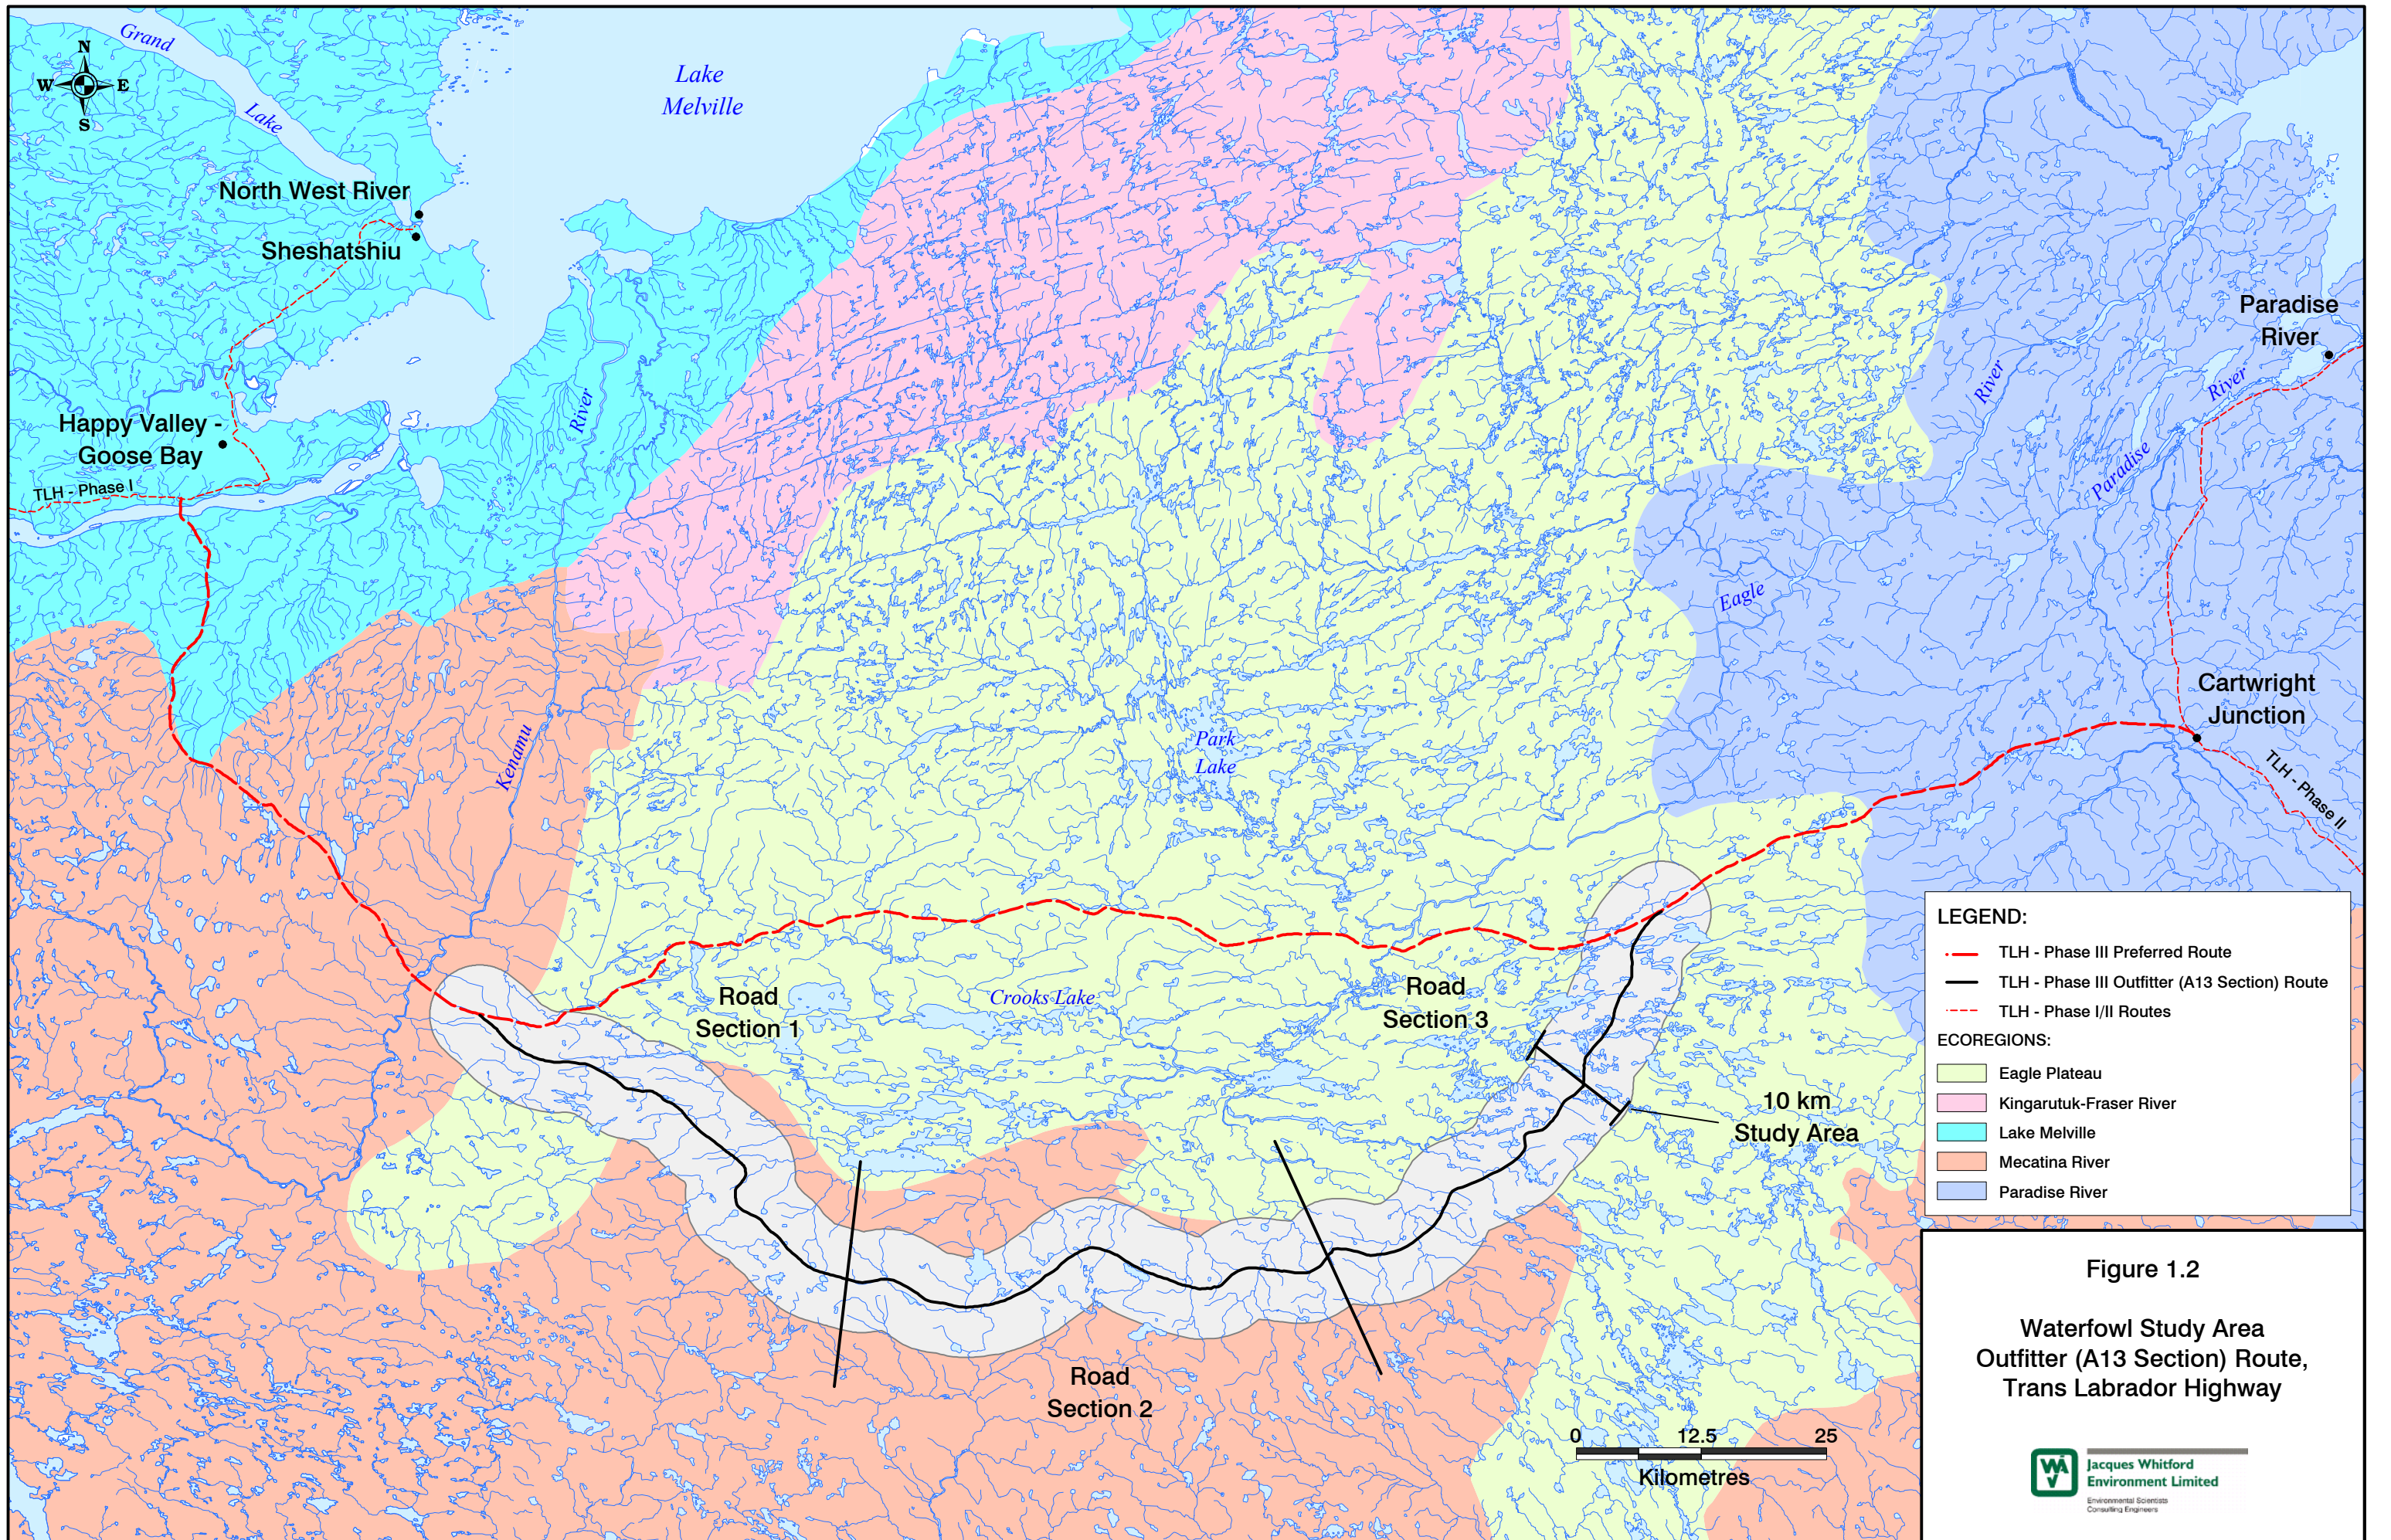 Grand
Lake
N
W E
S
Lake
Melville
North West River
Sheshatshiu
Happy Valley -
Goose Bay
TLH - Phase I
River
Kenamu
Paradise
River
River
River
Paradise
Eagle
Cartwright
Junction
TLH - Phase II
Park
Lake
Road
Section 1
Crooks Lake
Road
Section 3
10 km
Study Area
Road
Section 2
0 12.5 25
Kilometres
LEGEND:
TLH - Phase III Preferred Route
TLH - Phase III Outfitter (A13 Section) Route
TLH - Phase I/II Routes
ECOREGIONS:
Eagle Plateau
Kingarutuk-Fraser River
Lake Melville
Mecatina River
Paradise River
Figure 1.2
Waterfowl Study Area
Outfitter (A13 Section) Route,
Trans Labrador Highway
Jacques Whitford
Environment Limited
Environmental Scientists
Consulting Engineers